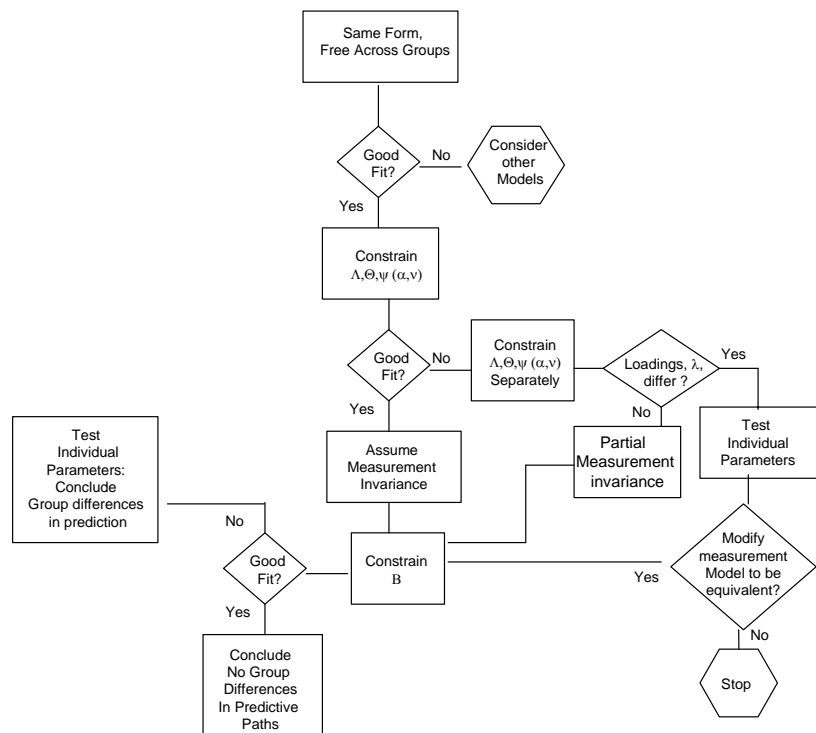 Same Form,
Free Across Groups
Good
Fit?
No
Consider
other
Models
Yes
Constrain
Λ,Θ,ψ (α,ν)
Good
Fit?
No
Constrain
Λ,Θ,ψ (α,ν)
Separately
Loadings, λ,
differ ?
Yes
Yes
No
Test
Individual
Parameters:
Conclude
Group differences
in prediction
Assume
Measurement
Invariance
Partial
Measurement
invariance
Test
Individual
Parameters
No
Good
Fit?
Constrain
B
Yes
Modify
measurement
Model to be
equivalent?
Yes
No
Conclude
No Group
Differences
In Predictive
Paths
Stop